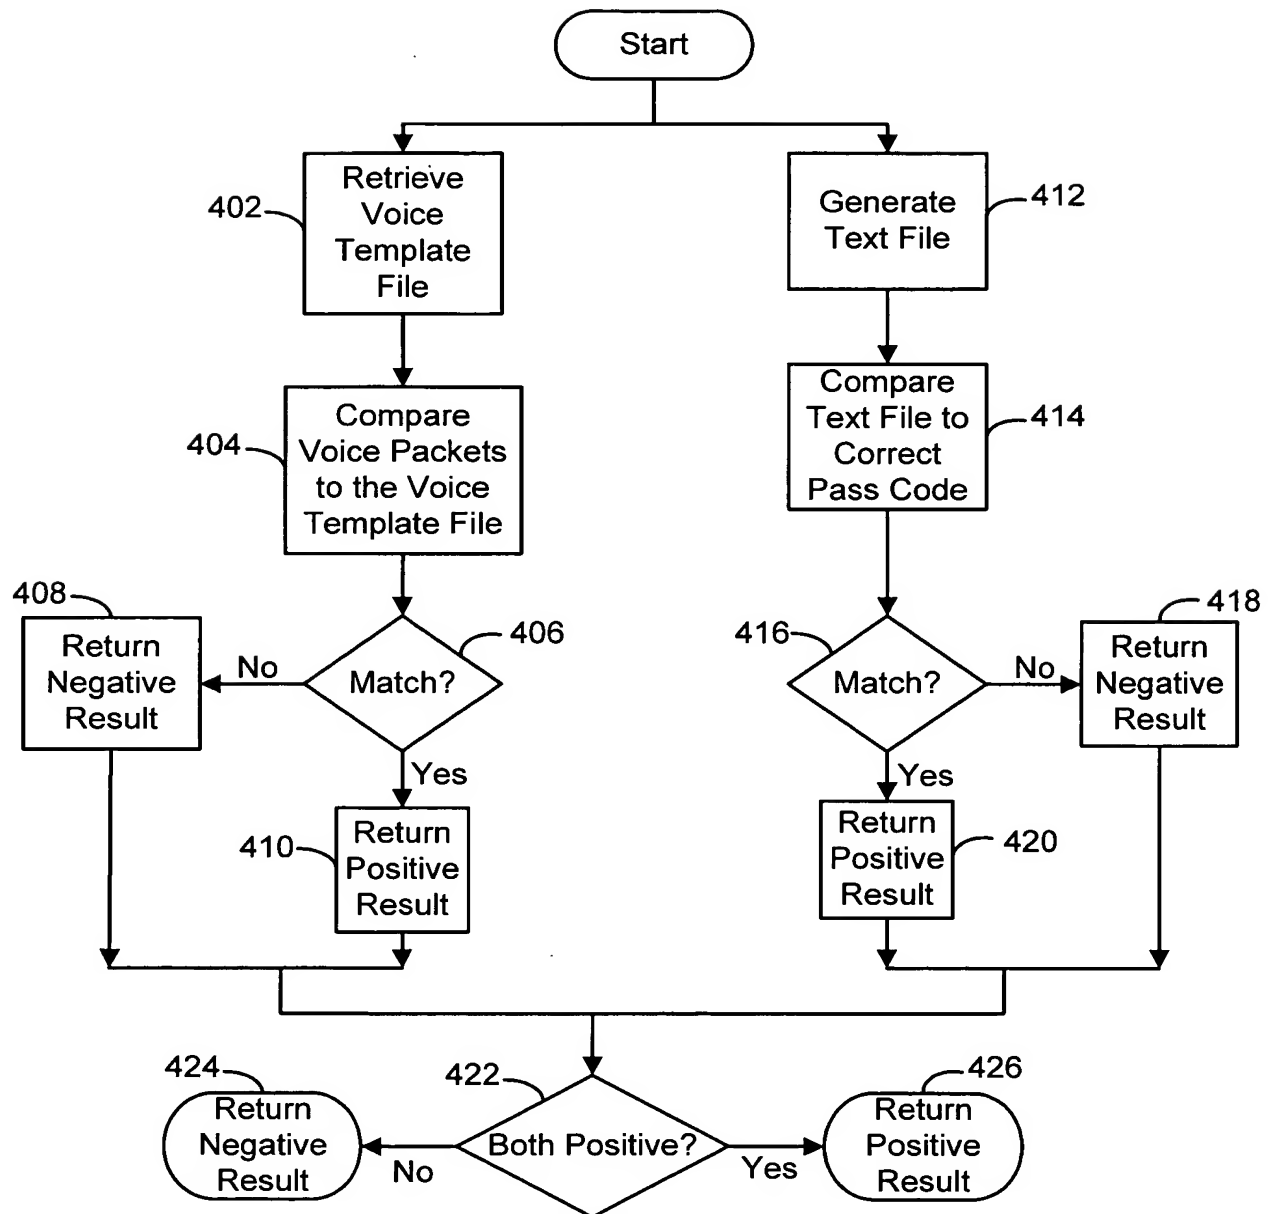 Start
402
Retrieve
Voice
Template
File
Generate
Text File
412
404
Compare
Voice Packets
to the Voice
Template File
Compare
Text File to
Correct
Pass Code
414
408
Return
Negative
Result
No
Match?
406
Yes
410
Return
Positive
Result
416
Match?
No
418
Return
Negative
Result
Yes
Return
Positive
Result
420
424
Return
Negative
Result
No
422
Both Positive?
Yes
426
Return
Positive
Result